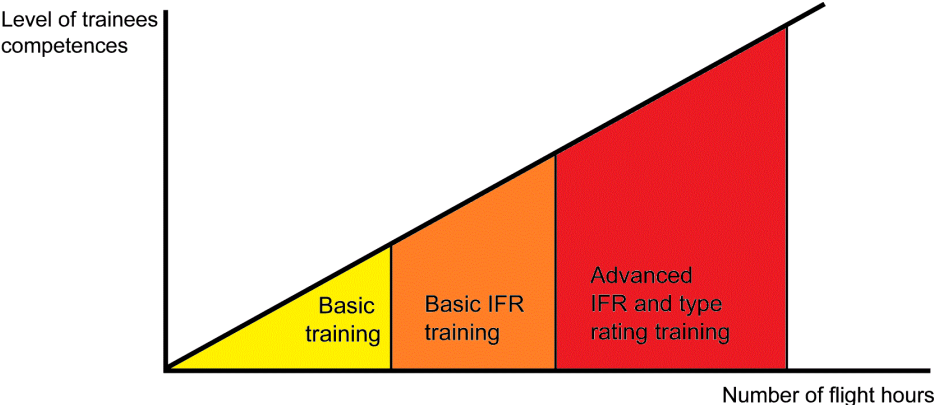 Level of trainees
competences
Basic
training
Basic IFR
training
Advanced
IFR and type
rating training
Number of flight hours